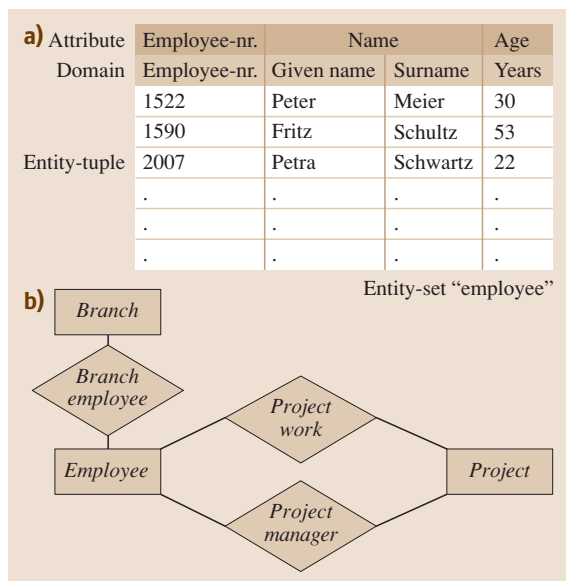 a) Attribute Employee-nr. Name Age
Domain Employee-nr. Given name Surname Years
1522 Peter Meier 30
1590 Fritz Schultz 53
Entity-tuple 2007 Petra Schwartz 22
. . . .
. . . .
. . . .
Entity-set “employee”
b)
Branch
Branch
employee
Project
work
Employee
Project
Project
manager